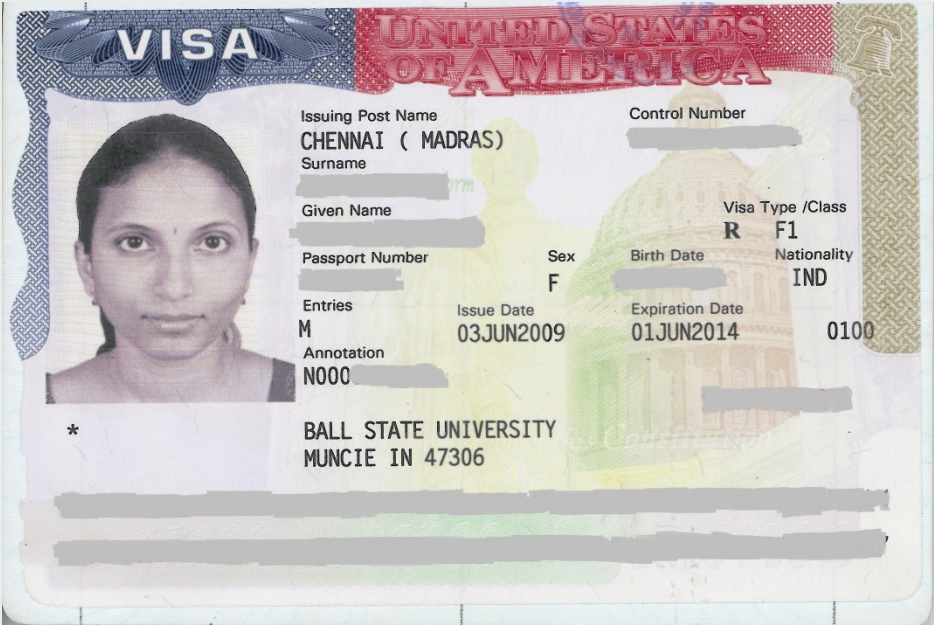 VISA
UNITED STATES
OF AMERICA
Issuing Post Name
CHENNAI ( MADRAS)
Control Number
Surname
Given Name
Visa Type /Class
R F1
Passport Number
Sex
F
Birth Date
Nationality
IND
Entries
M
Issue Date
03JUN2009
Expiration Date
01JUN2014
0100
Annotation
N000
*
BALL STATE UNIVERSITY
MUNCIE IN 47306